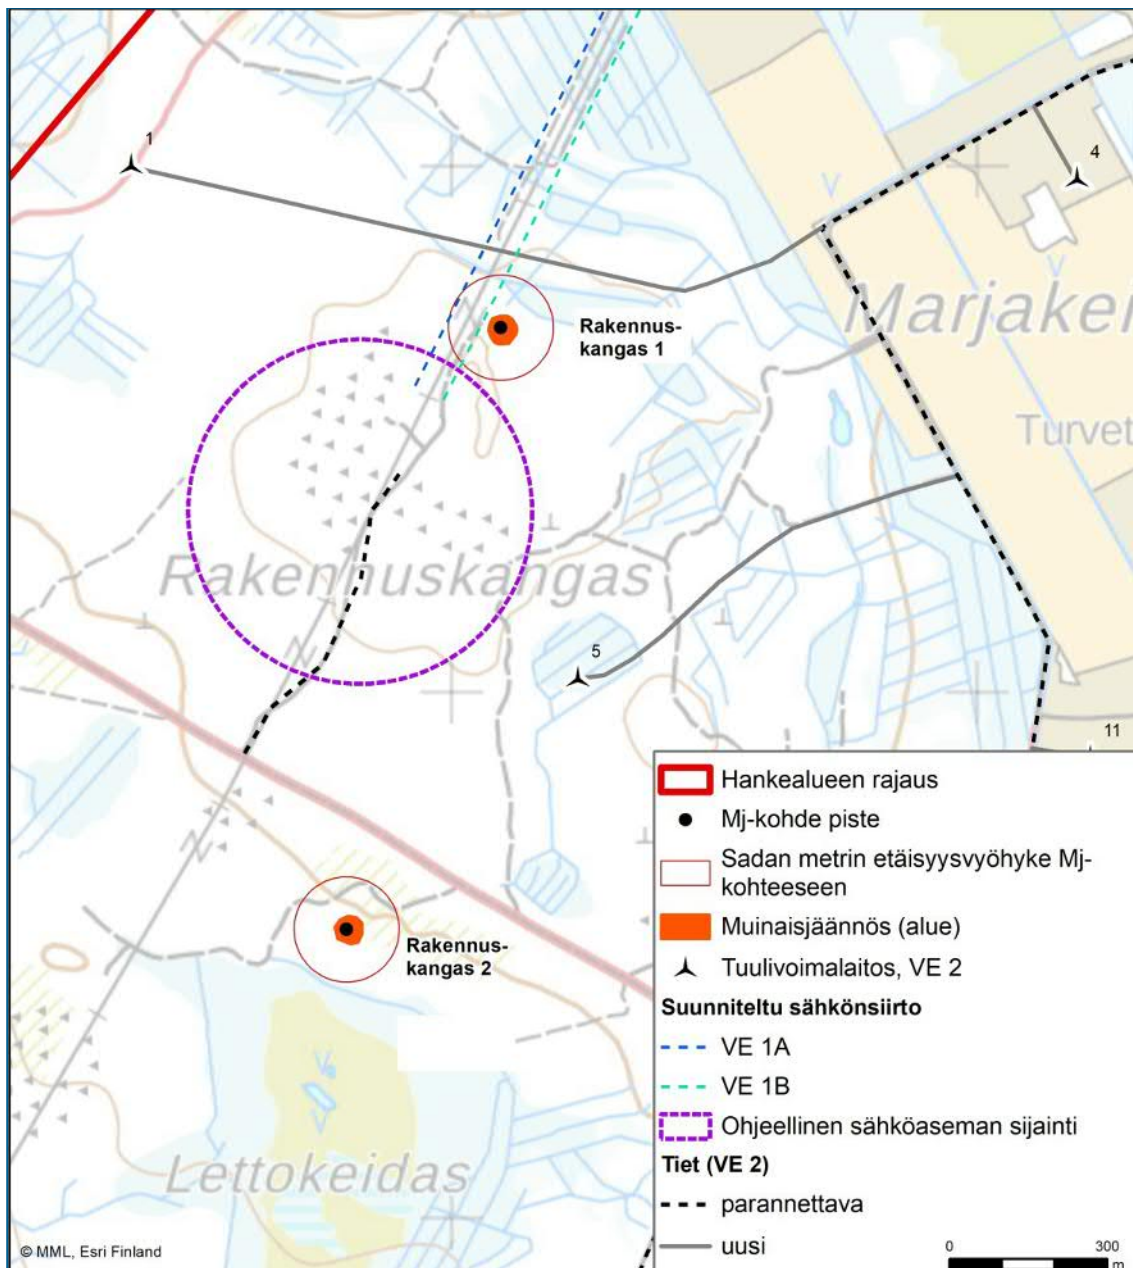 1
4
Rakennus-
kangas 1
Marjakei
Turvet
Rakennuskangas
5
11
Rakennus-
kangas 2
Lettokeidas
Hankealueen rajaus
Mj-kohde piste
Sadan metrin etäisyysvyöhyke Mj-
kohteeseen
Muinaisjäännös (alue)
Tuulivoimalaitos, VE 2
Suunniteltu sähkönsiirto
VE 1A
VE 1B
Ohjeellinen sähköaseman sijainti
Tiet (VE 2)
parannettava
uusi
0 300
m
© MML, Esri Finland